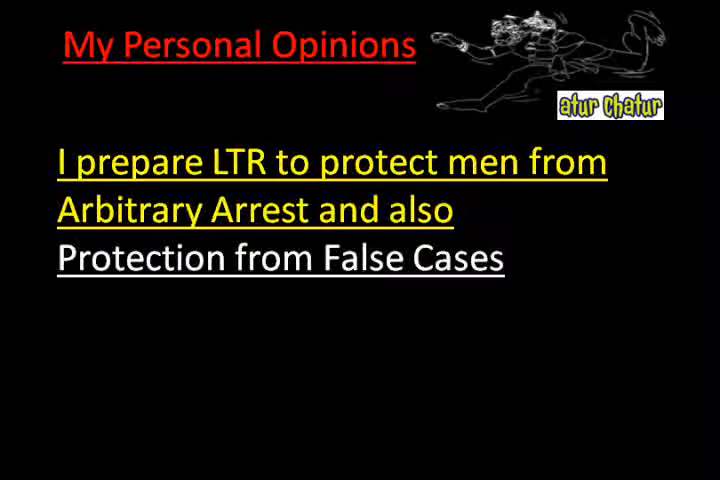 My Personal Opinions
atur chatur
I prepare LTR to protect men from
Arbitrary Arrest and also
Protection from False Cases